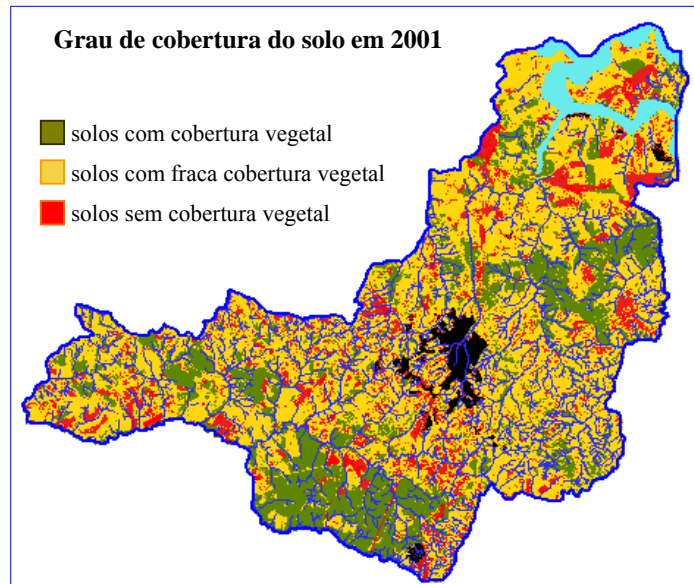 Grau de cobertura do solo em 2001
solos com cobertura vegetal
solos com fraca cobertura vegetal
solos sem cobertura vegetal